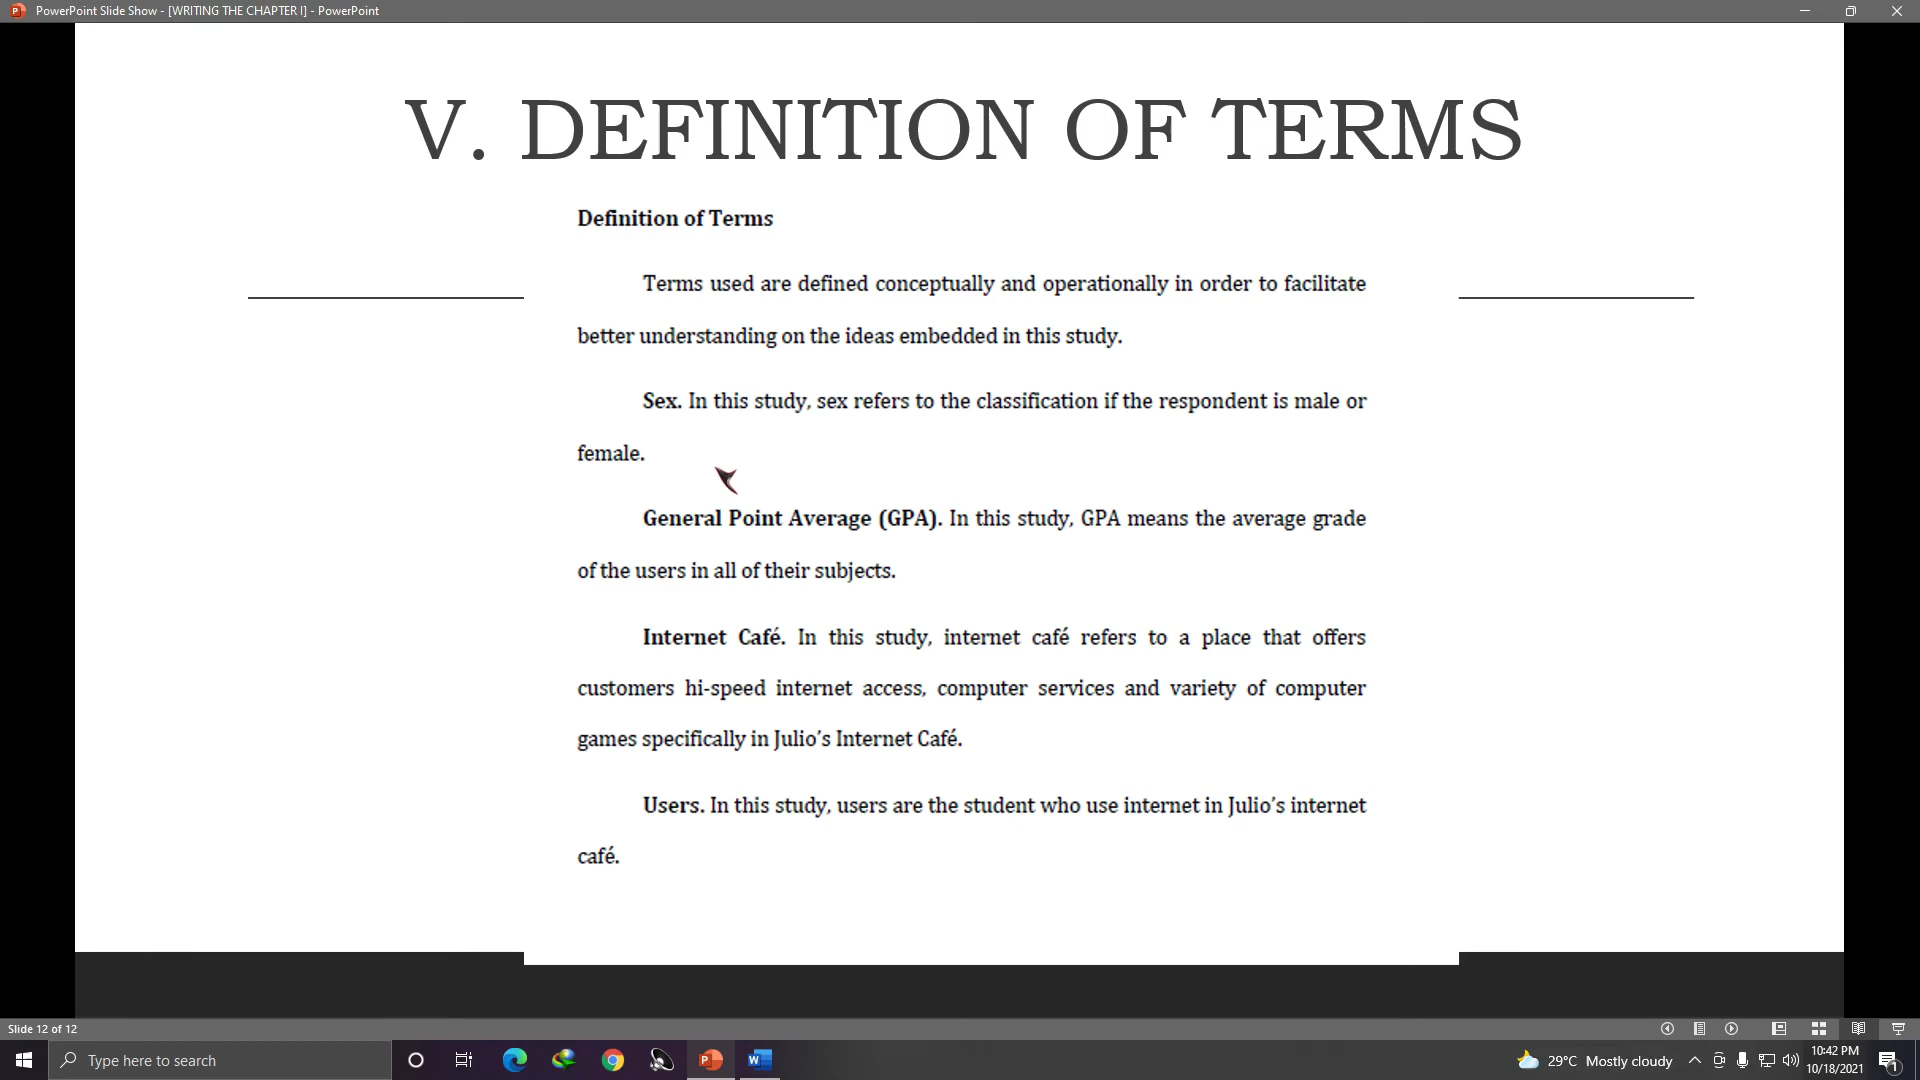 PowerPoint Slide Show - [WRITING THE CHAPTER I] - PowerPoint
V. DEFINITION OF TERMS
Definition of Terms
Terms used are defined conceptually and operationally in order to facilitate
better understanding on the ideas embedded in this study.
Sex. In this study, sex refers to the classification if the respondent is male or
female.
General Point Average (GPA). In this study, GPA means the average grade
of the users in all of their subjects.
Internet Café. In this study, internet café refers to a place that offers
customers hi-speed internet access, computer services and variety of computer
games specifically in Julio’s Internet Café.
Users. In this study, users are the student who use internet in Julio’s internet
café.
Slide 12 of 12
Type here to search
29°C Mostly cloudy
10:42 PM
10/18/2021
1